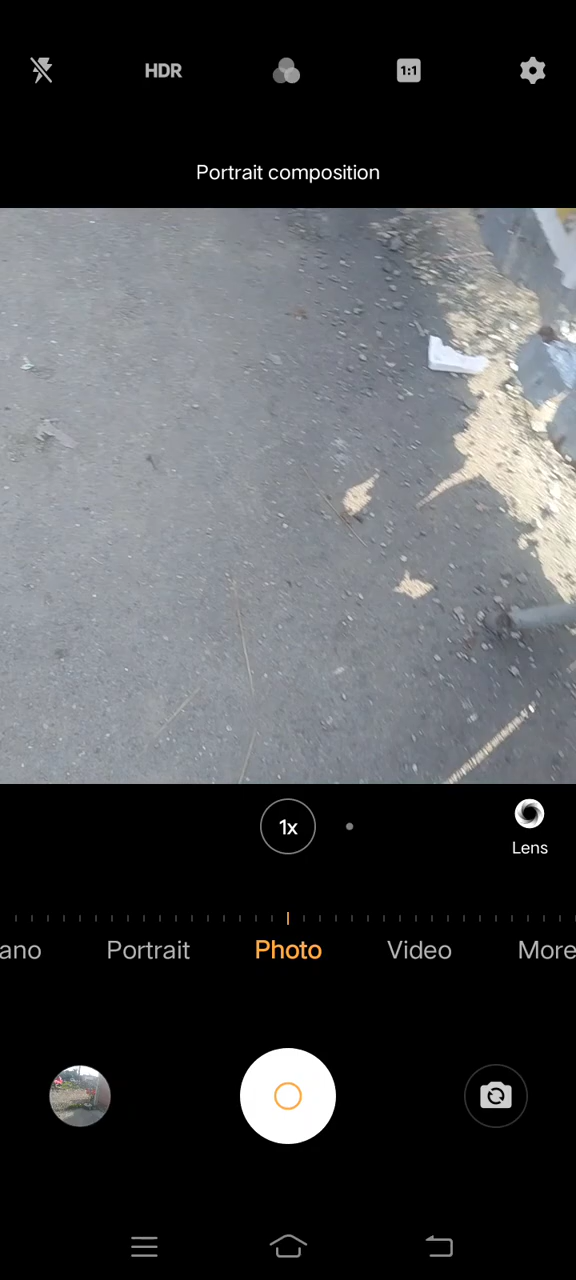 HDR
1:1
Portrait composition
1x
Lens
ano
Portrait
Photo
Video
More